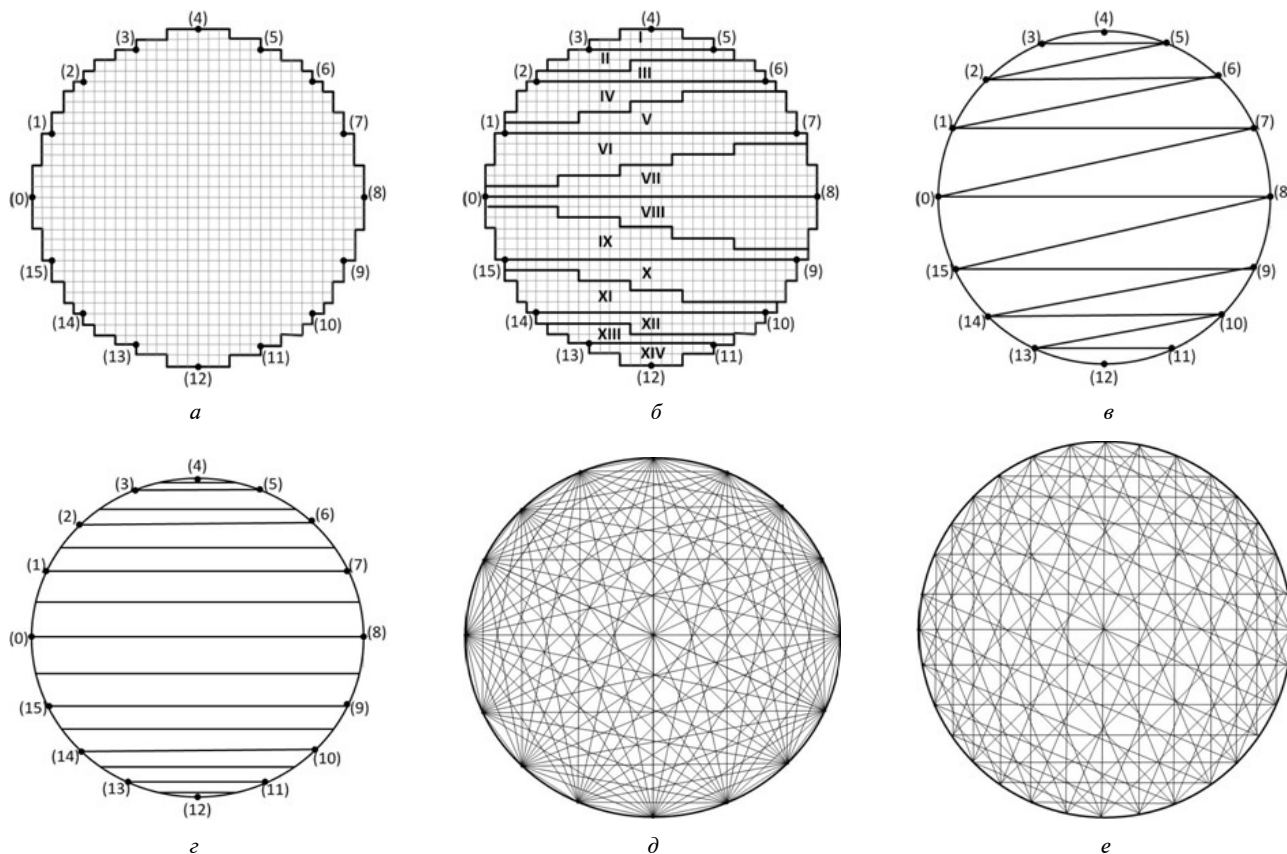 (4) (4) (4)
(3) (5) (3) I (5) (3) (5)
(2) (6) (2) II III (6) (2) (6)
(1) (7) (1) IV V (7) (1) (7)
VI
VII
(0) (8) (0) (8) (0) (8)
VIII
IX
(15) (9) (15) X (9) (15) (9)
XI
(14) (10) (14) XII (10) (14) (10)
(13) (11) (13) XIII XIV (11) (13) (11)
(12) (12) (12)
а б в
(4)
(3) (5)
(2) (6)
(1) (7)
(0) (8)
(15) (9)
(14) (10)
(13) (11)
(12)
г д е